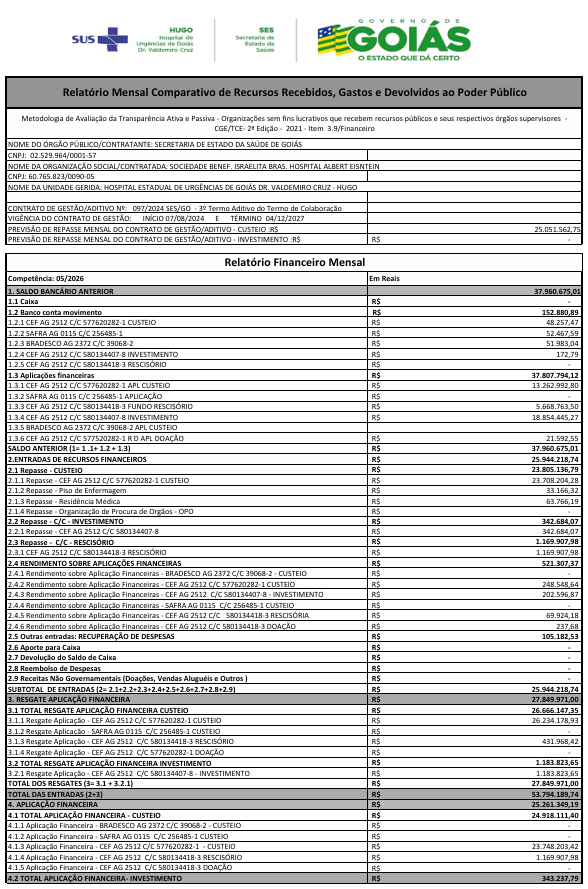 SUS
HUGO
Hospital de
Urgências de Goiás
Dr. Valdemiro Cruz
SES
Secretaria de
Estado da
Saúde
GOVERNO DE
GOIÁS
O ESTADO QUE DÁ CERTO
Relatório Mensal Comparativo de Recursos Recebidos, Gastos e Devolvidos ao Poder Público
Metodologia de Avaliação da Transparência Ativa e Passiva - Organizações sem fins lucrativos que recebem recursos públicos e seus respectivos órgãos supervisores -
CGE/TCE- 2ª Edição - 2021 - Item 3.9/Financeiro
NOME DO ÓRGÃO PÚBLICO/CONTRATANTE: SECRETARIA DE ESTADO DA SAÚDE DE GOIÁS
CNPJ: 02.529.964/0001-57
NOME DA ORGANIZAÇÃO SOCIAL/CONTRATADA: SOCIEDADE BENEF. ISRAELITA BRAS. HOSPITAL ALBERT EISNTEIN
CNPJ: 60.765.823/0090-05
NOME DA UNIDADE GERIDA: HOSPITAL ESTADUAL DE URGÊNCIAS DE GOIÁS DR. VALDEMIRO CRUZ - HUGO
CONTRATO DE GESTÃO/ADITIVO Nº: 097/2024 SES/GO - 3º Termo Aditivo do Termo de Colaboração
VIGÊNCIA DO CONTRATO DE GESTÃO: INÍCIO 07/08/2024 E TÉRMINO 04/12/2027
PREVISÃO DE REPASSE MENSAL DO CONTRATO DE GESTÃO/ADITIVO - CUSTEIO :R$ 25.051.562,75
PREVISÃO DE REPASSE MENSAL DO CONTRATO DE GESTÃO/ADITIVO - INVESTIMENTO :R$ R$ -
Relatório Financeiro Mensal
Competência: 05/2026 Em Reais
1. SALDO BANCÁRIO ANTERIOR 37.960.675,01
1.1 Caixa R$ -
1.2 Banco conta movimento R$ 152.880,89
1.2.1 CEF AG 2512 C/C 577620282-1 CUSTEIO R$ 48.257,47
1.2.2 SAFRA AG 0115 C/C 256485-1 R$ 52.467,59
1.2.3 BRADESCO AG 2372 C/C 39068-2 R$ 51.983,04
1.2.4 CEF AG 2512 C/C 580134407-8 INVESTIMENTO R$ 172,79
1.2.5 CEF AG 2512 C/C 580134418-3 RESCISÓRIO R$ -
1.3 Aplicações financeiras R$ 37.807.794,12
1.3.1 CEF AG 2512 C/C 577620282-1 APL CUSTEIO R$ 13.262.992,80
1.3.2 SAFRA AG 0115 C/C 256485-1 APLICAÇÃO R$ -
1.3.3 CEF AG 2512 C/C 580134418-3 FUNDO RESCISÓRIO R$ 5.668.763,50
1.3.4 CEF AG 2512 C/C 580134407-8 INVESTIMENTO R$ 18.854.445,27
1.3.5 BRADESCO AG 2372 C/C 39068-2 APL CUSTEIO
1.3.6 CEF AG 2512 C/C 577520282-1 R D APL DOAÇÃO R$ 21.592,55
SALDO ANTERIOR (1= 1 .1+ 1.2 + 1.3) R$ 37.960.675,01
2.ENTRADAS DE RECURSOS FINANCEIROS R$ 25.944.218,74
2.1 Repasse - CUSTEIO R$ 23.805.136,79
2.1.1 Repasse - CEF AG 2512 C/C 577620282-1 CUSTEIO R$ 23.708.204,28
2.1.2 Repasse - Piso de Enfermagem R$ 33.166,32
2.1.3 Repasse - Residência Médica R$ 63.766,19
2.1.4 Repasse - Organização de Procura de Orgãos - OPO R$ -
2.2 Repasse - C/C - INVESTIMENTO R$ 342.684,07
2.2.1 Repasse - CEF AG 2512 C/C 580134407-8 R$ 342.684,07
2.3 Repasse - C/C - RESCISÓRIO R$ 1.169.907,98
2.3.1 CEF AG 2512 C/C 580134418-3 RESCISÓRIO R$ 1.169.907,98
2.4 RENDIMENTO SOBRE APLICAÇÕES FINANCEIRAS R$ 521.307,37
2.4.1 Rendimento sobre Aplicação Financeiras - BRADESCO AG 2372 C/C 39068-2 - CUSTEIO R$ -
2.4.2 Rendimento sobre Aplicação Financeiras - CEF AG 2512 C/C 577620282-1 CUSTEIO R$ 248.548,64
2.4.3 Rendimento sobre Aplicação Financeiras - CEF AG 2512 C/C 580134407-8 - INVESTIMENTO R$ 202.596,87
2.4.4 Rendimento sobre Aplicação Financeiras - SAFRA AG 0115 C/C 256485-1 CUSTEIO R$ -
2.4.5 Rendimento sobre Aplicação Financeiras - CEF AG 2512 C/C 580134418-3 RESCISÓRIA R$ 69.924,18
2.4.6 Rendimento sobre Aplicação Financeiras - CEF AG 2512 C/C 580134418-3 DOAÇÃO R$ 237,68
2.5 Outras entradas: RECUPERAÇÃO DE DESPESAS R$ 105.182,53
2.6 Aporte para Caixa R$ -
2.7 Devolução do Saldo de Caixa R$ -
2.8 Reembolso de Despesas R$ -
2.9 Receitas Não Governamentais (Doações, Vendas Aluguéis e Outros ) R$ -
SUBTOTAL DE ENTRADAS (2= 2.1+2.2+2.3+2.4+2.5+2.6+2.7+2.8+2.9) R$ 25.944.218,74
3. RESGATE APLICAÇÃO FINANCEIRA R$ 27.849.971,00
3.1 TOTAL RESGATE APLICAÇÃO FINANCEIRA CUSTEIO R$ 26.666.147,35
3.1.1 Resgate Aplicação - CEF AG 2512 C/C 577620282-1 CUSTEIO R$ 26.234.178,93
3.1.2 Resgate Aplicação - SAFRA AG 0115 C/C 256485-1 CUSTEIO R$ -
3.1.3 Resgate Aplicação - CEF AG 2512 C/C 580134418-3 RESCISÓRIO R$ 431.968,42
3.1.4 Resgate Aplicação - CEF AG 2512 C/C 577620282-1 DOAÇÃO R$ -
3.2 TOTAL RESGATE APLICAÇÃO FINANCEIRA INVESTIMENTO R$ 1.183.823,65
3.2.1 Resgate Aplicação - CEF AG 2512 C/C 580134407-8 - INVESTIMENTO R$ 1.183.823,65
TOTAL DOS RESGATES (3= 3.1 + 3.2.1) R$ 27.849.971,00
TOTAL DAS ENTRADAS (2+3) R$ 53.794.189,74
4. APLICAÇÃO FINANCEIRA R$ 25.261.349,19
4.1 TOTAL APLICAÇÃO FINANCEIRA - CUSTEIO R$ 24.918.111,40
4.1.1 Aplicação Financeira - BRADESCO AG 2372 C/C 39068-2 - CUSTEIO R$ -
4.1.2 Aplicação Financeira - SAFRA AG 0115 C/C 256485-1 CUSTEIO R$ -
4.1.3 Aplicação Financeira - CEF AG 2512 C/C 577620282-1 - CUSTEIO R$ 23.748.203,42
4.1.4 Aplicação Financeira - CEF AG 2512 C/C 580134418-3 RESCISÓRIO R$ 1.169.907,98
4.1.5 Aplicação Financeira - CEF AG 2512 C/C 580134418-3 DOAÇÃO R$ -
4.2 TOTAL APLICAÇÃO FINANCEIRA- INVESTIMENTO R$ 343.237,79